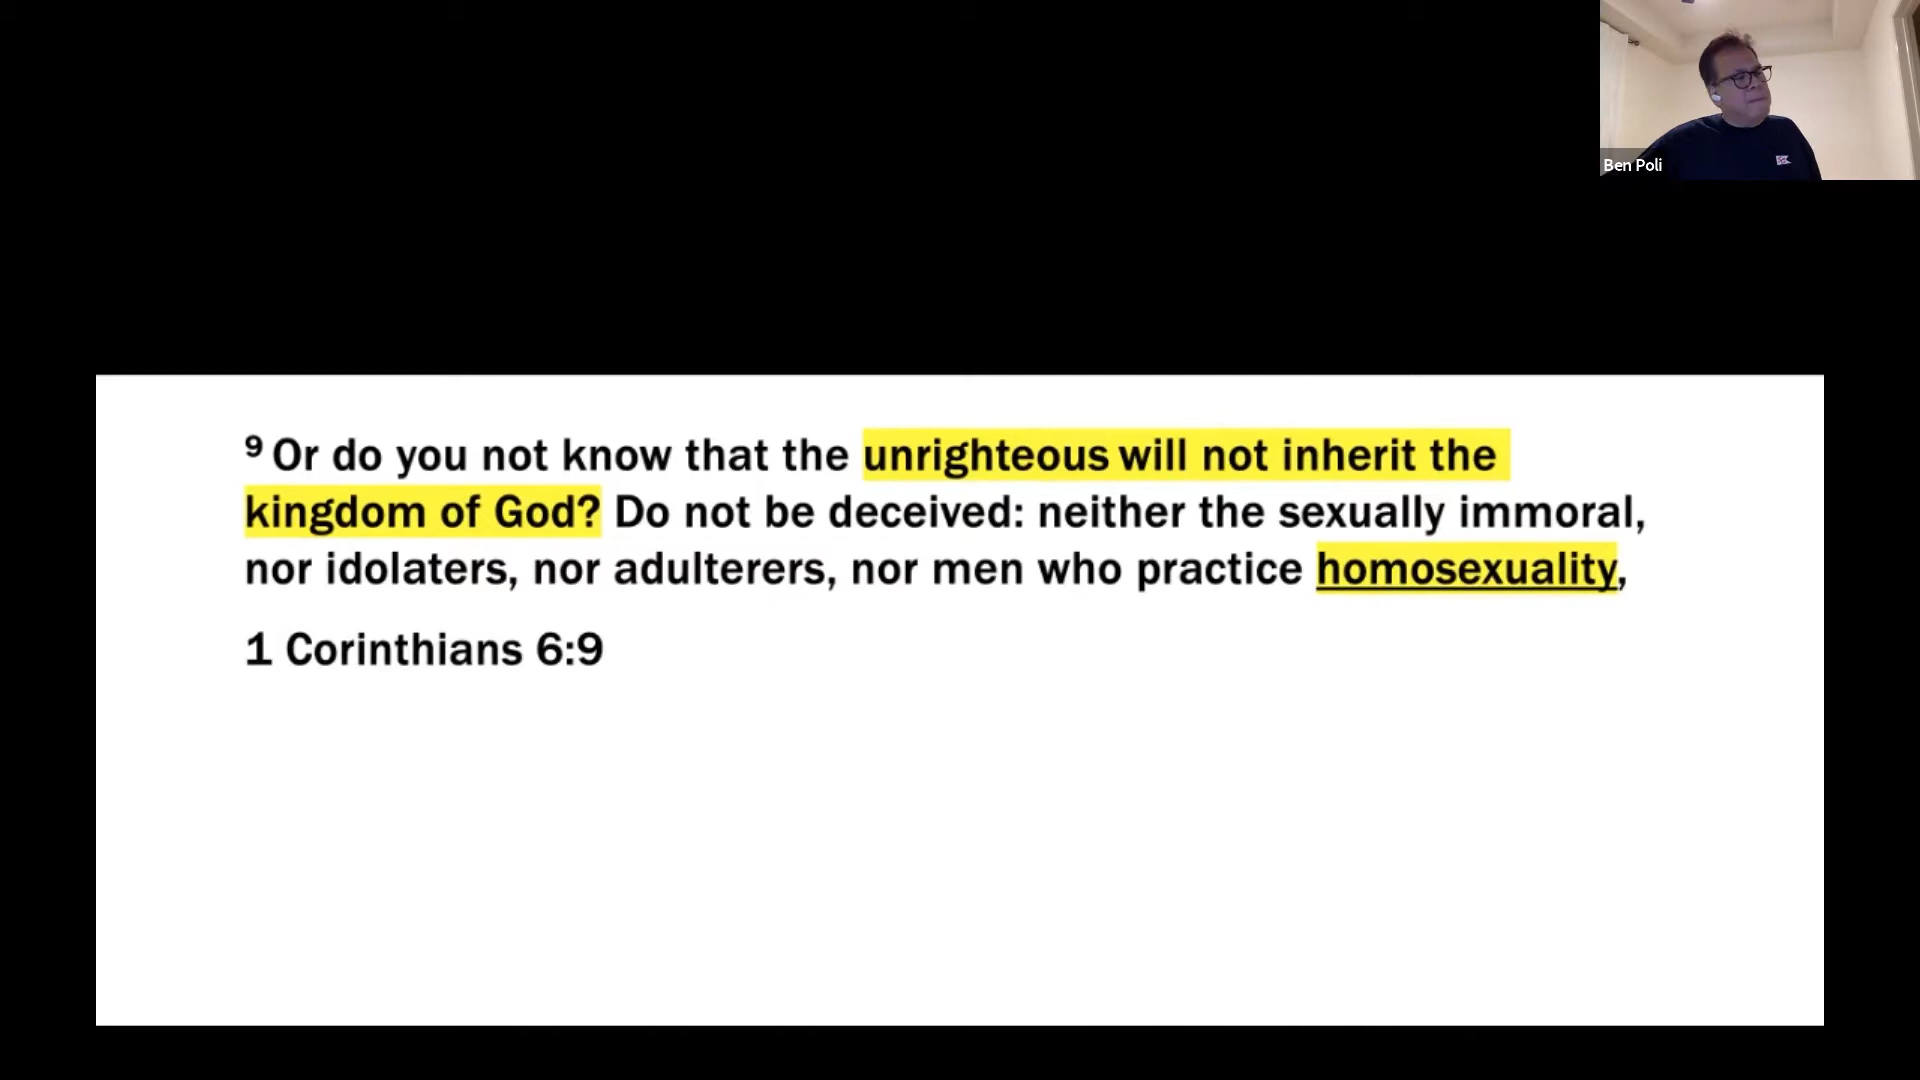 Ben Poli
⁹ Or do you not know that the unrighteous will not inherit the
kingdom of God? Do not be deceived: neither the sexually immoral,
nor idolaters, nor adulterers, nor men who practice homosexuality,
1 Corinthians 6:9